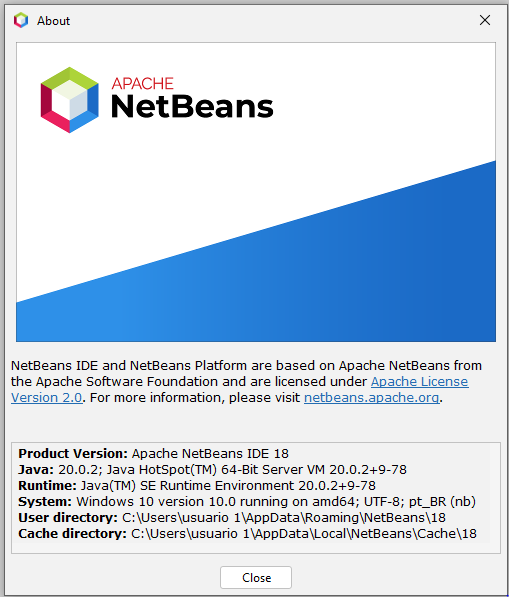 About
APACHE
NetBeans
NetBeans IDE and NetBeans Platform are based on Apache NetBeans from
the Apache Software Foundation and are licensed under Apache License
Version 2.0. For more information, please visit netbeans.apache.org.
Product Version: Apache NetBeans IDE 18
Java: 20.0.2; Java HotSpot(TM) 64-Bit Server VM 20.0.2+9-78
Runtime: Java(TM) SE Runtime Environment 20.0.2+9-78
System: Windows 10 version 10.0 running on amd64; UTF-8; pt_BR (nb)
User directory: C:\Users\usuario 1\AppData\Roaming\NetBeans\18
Cache directory: C:\Users\usuario 1\AppData\Local\NetBeans\Cache\18
Close